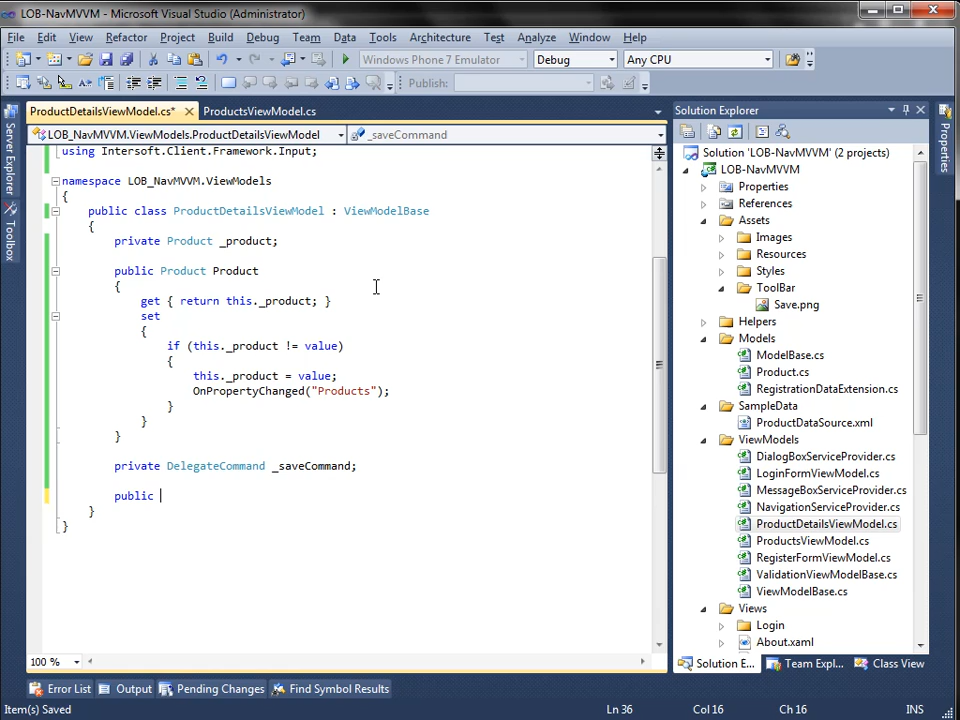 LOB-NavMVVM - Intersoft Visual Studio (Administrator)
File Edit View Refactor Project Build Debug Team Data Tools Architecture Test Analyze Window Help
Windows Phone 7 Emulator Debug Any CPU
Publish:
ProductDetailsViewModel.cs* ProductsViewModel.cs
LOB_NavMVVM.ViewModels.ProductDetailsViewModel _saveCommand
using Intersoft.Client.Framework.Input;
namespace LOB_NavMVVM.ViewModels
{
public class ProductDetailsViewModel : ViewModelBase
{
private Product _product;
public Product Product
{
get { return this._product; }
set
{
if (this._product != value)
{
this._product = value;
OnPropertyChanged("Products");
}
}
}
private DelegateCommand _saveCommand;
public
}
}
100 %
Server Explorer
Toolbox
Solution Explorer
Solution 'LOB-NavMVVM' (2 projects)
LOB-NavMVVM
Properties
References
Assets
Images
Resources
Styles
ToolBar
Save.png
Helpers
Models
ModelBase.cs
Product.cs
RegistrationDataExtension.cs
SampleData
ProductDataSource.xml
ViewModels
DialogBoxServiceProvider.cs
LoginFormViewModel.cs
MessageBoxServiceProvider.cs
NavigationServiceProvider.cs
ProductDetailsViewModel.cs
ProductsViewModel.cs
RegisterFormViewModel.cs
ValidationViewModelBase.cs
ViewModelBase.cs
Views
Login
About.xaml
Solution E... Team Expl... Class View
Properties
Error List Output Pending Changes Find Symbol Results
Item(s) Saved Ln 36 Col 16 Ch 16 INS